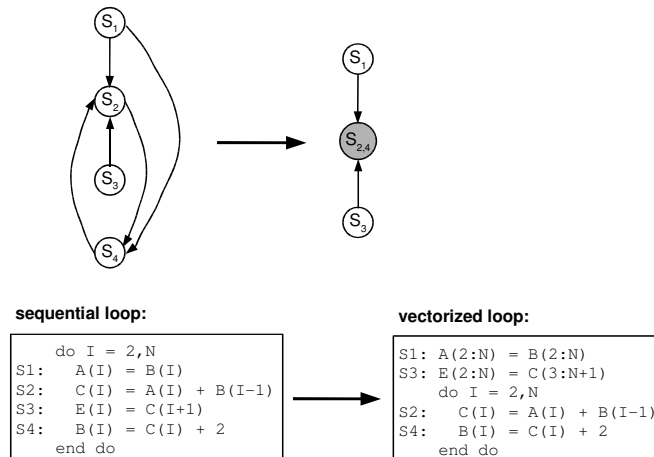 S1
S2
S3
S4
S1
S2,4
S3
sequential loop:
do I = 2,N
S1: A(I) = B(I)
S2: C(I) = A(I) + B(I-1)
S3: E(I) = C(I+1)
S4: B(I) = C(I) + 2
end do
vectorized loop:
S1: A(2:N) = B(2:N)
S3: E(2:N) = C(3:N+1)
do I = 2,N
S2: C(I) = A(I) + B(I-1)
S4: B(I) = C(I) + 2
end do